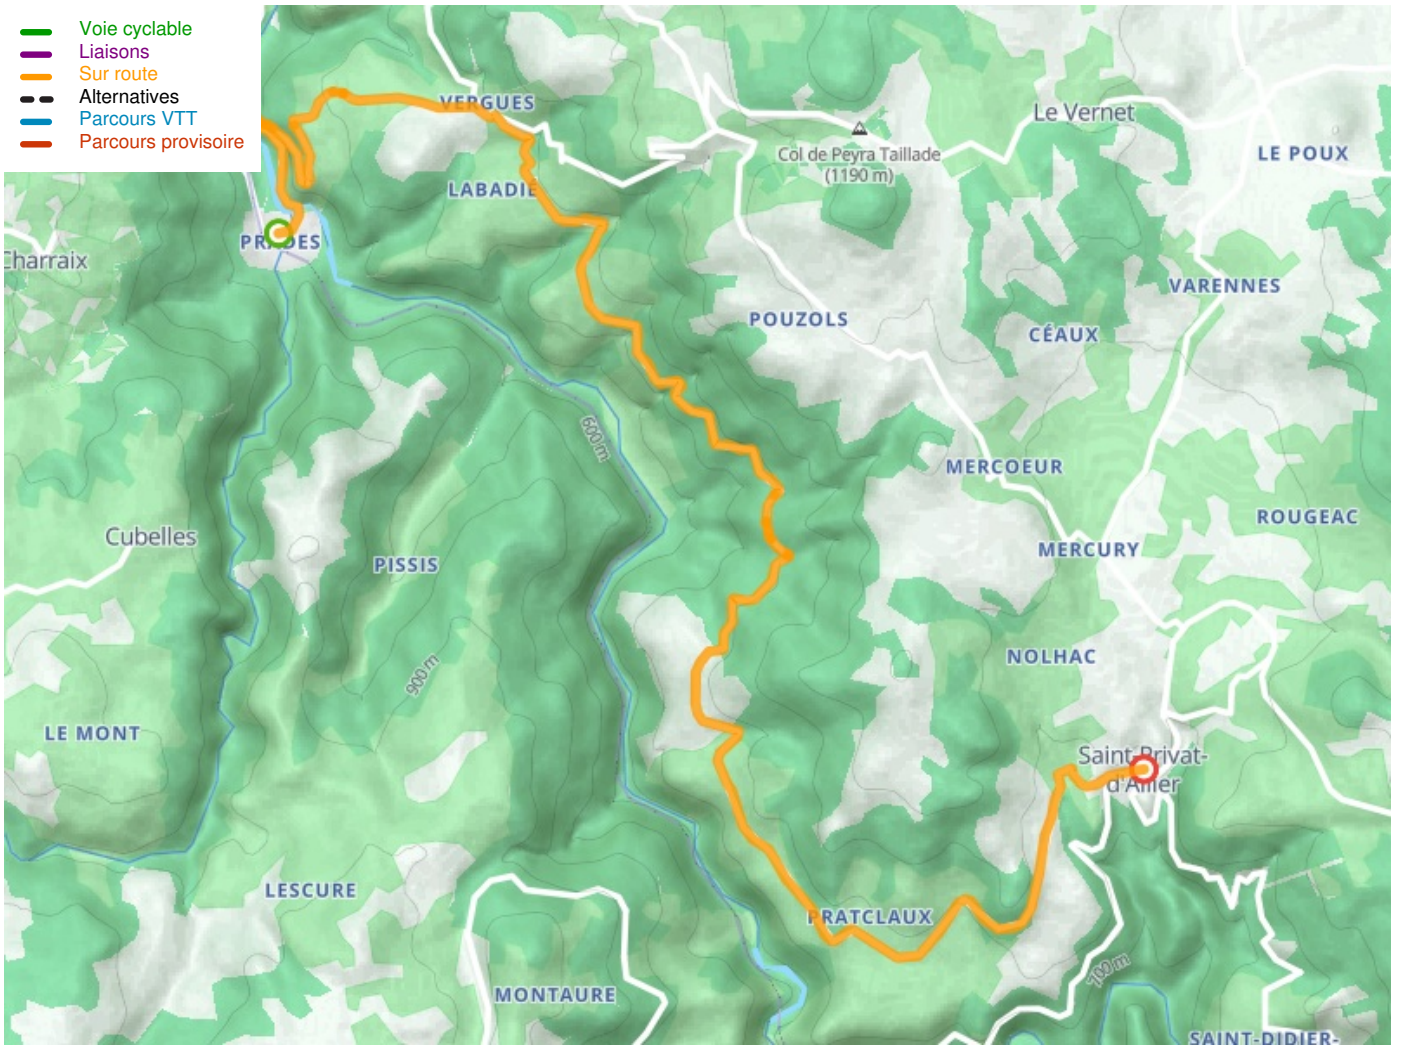 Voie cyclable
Liaisons
Sur route
Alternatives
Parcours VTT
Parcours provisoire
VERGUES
Le Vernet
Col de Peyra Taillade
(1190 m)
LE POUX
LABADIE
PRADES
Charraix
VARENNES
POUZOLS
CÉAUX
600 m
MERCOEUR
ROUGEAC
Cubelles
MERCURY
PISSIS
NOLHAC
900 m
LE MONT
Saint-Privat-
d'Allier
LESCURE
PRATCLAUX
700 m
MONTAURE
SAINT-DIDIER-